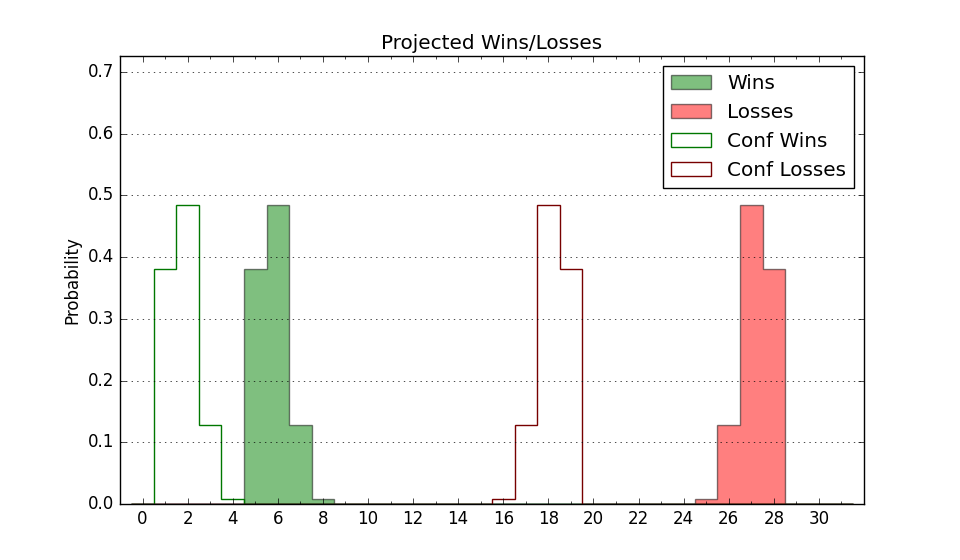 Projected Wins/Losses
Wins
Losses
Conf Wins
Conf Losses
Probability
0.7
0.6
0.5
0.4
0.3
0.2
0.1
0.0
0 2 4 6 8 10 12 14 16 18 20 22 24 26 28 30